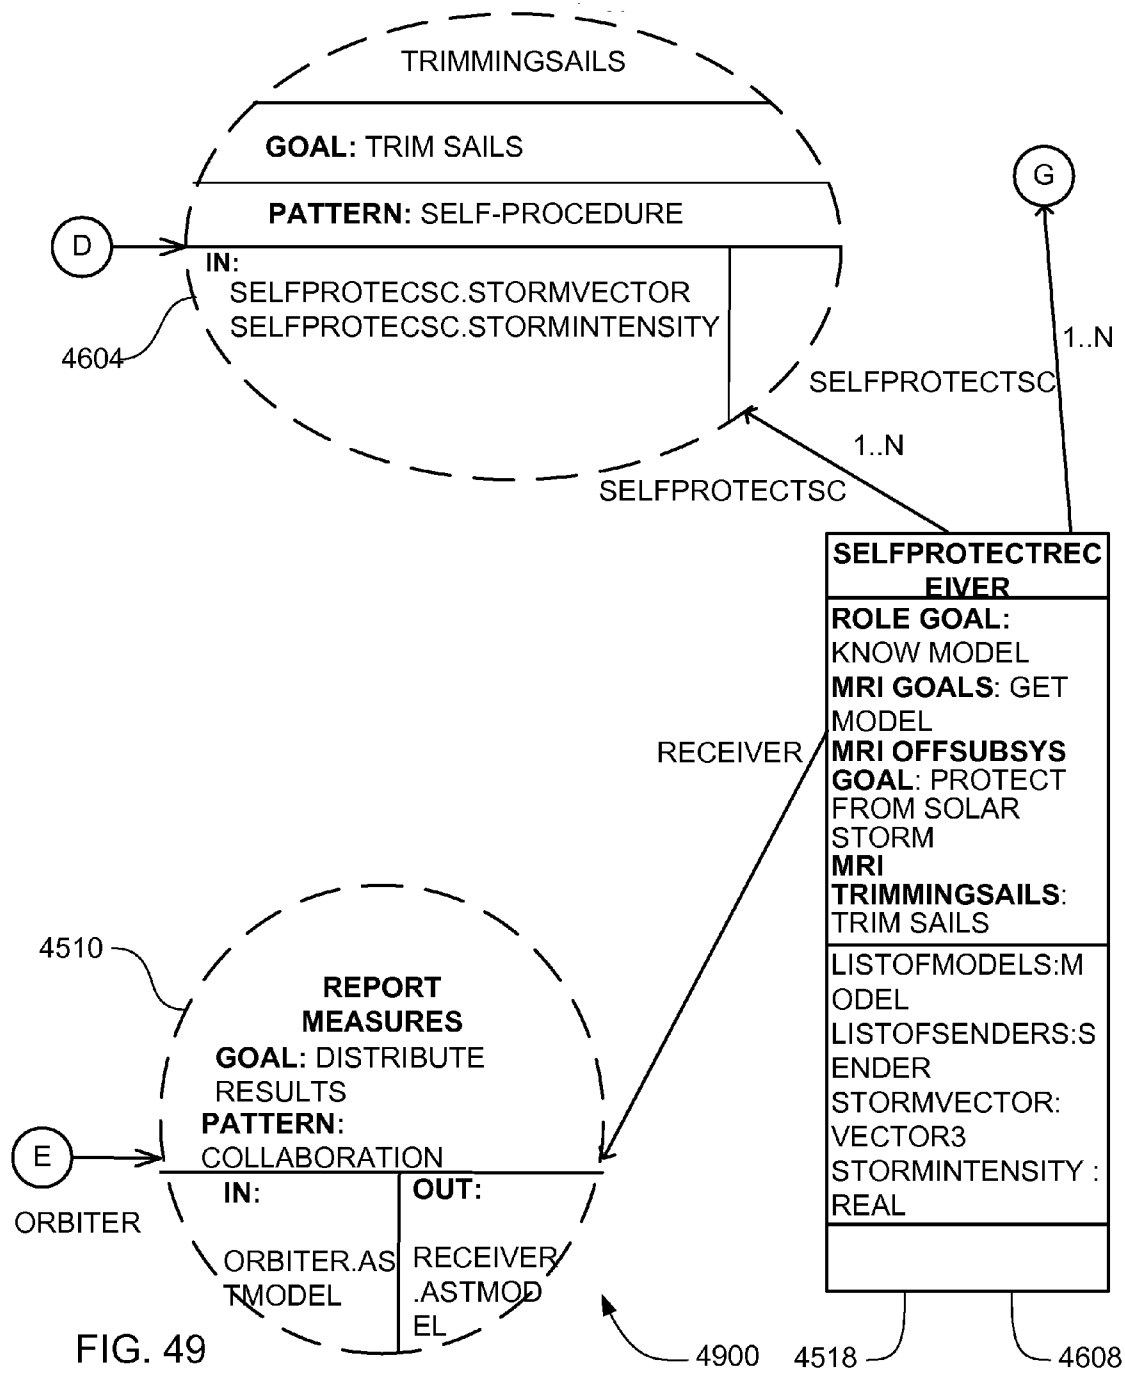 TRIMMINGSAILS
GOAL: TRIM SAILS
PATTERN: SELF-PROCEDURE
D
G
IN:
SELFPROTECSC.STORMVECTOR
SELFPROTECSC.STORMINTENSITY
4604
1..N
SELFPROTECTSC
1..N
SELFPROTECTSC
SELFPROTECTREC
EIVER
ROLE GOAL:
KNOW MODEL
MRI GOALS: GET
MODEL
MRI OFFSUBSYS
GOAL: PROTECT
FROM SOLAR
STORM
MRI
TRIMMINGSAILS:
TRIM SAILS
LISTOFMODELS:M
ODEL
LISTOFSENDERS:S
ENDER
STORMVECTOR:
VECTOR3
STORMINTENSITY :
REAL
RECEIVER
4510
REPORT
MEASURES
GOAL: DISTRIBUTE
RESULTS
PATTERN:
COLLABORATION
E
ORBITER
IN:
ORBITER.AS
TMODEL
OUT:
RECEIVER
.ASTMOD
EL
FIG. 49
4900
4518
4608